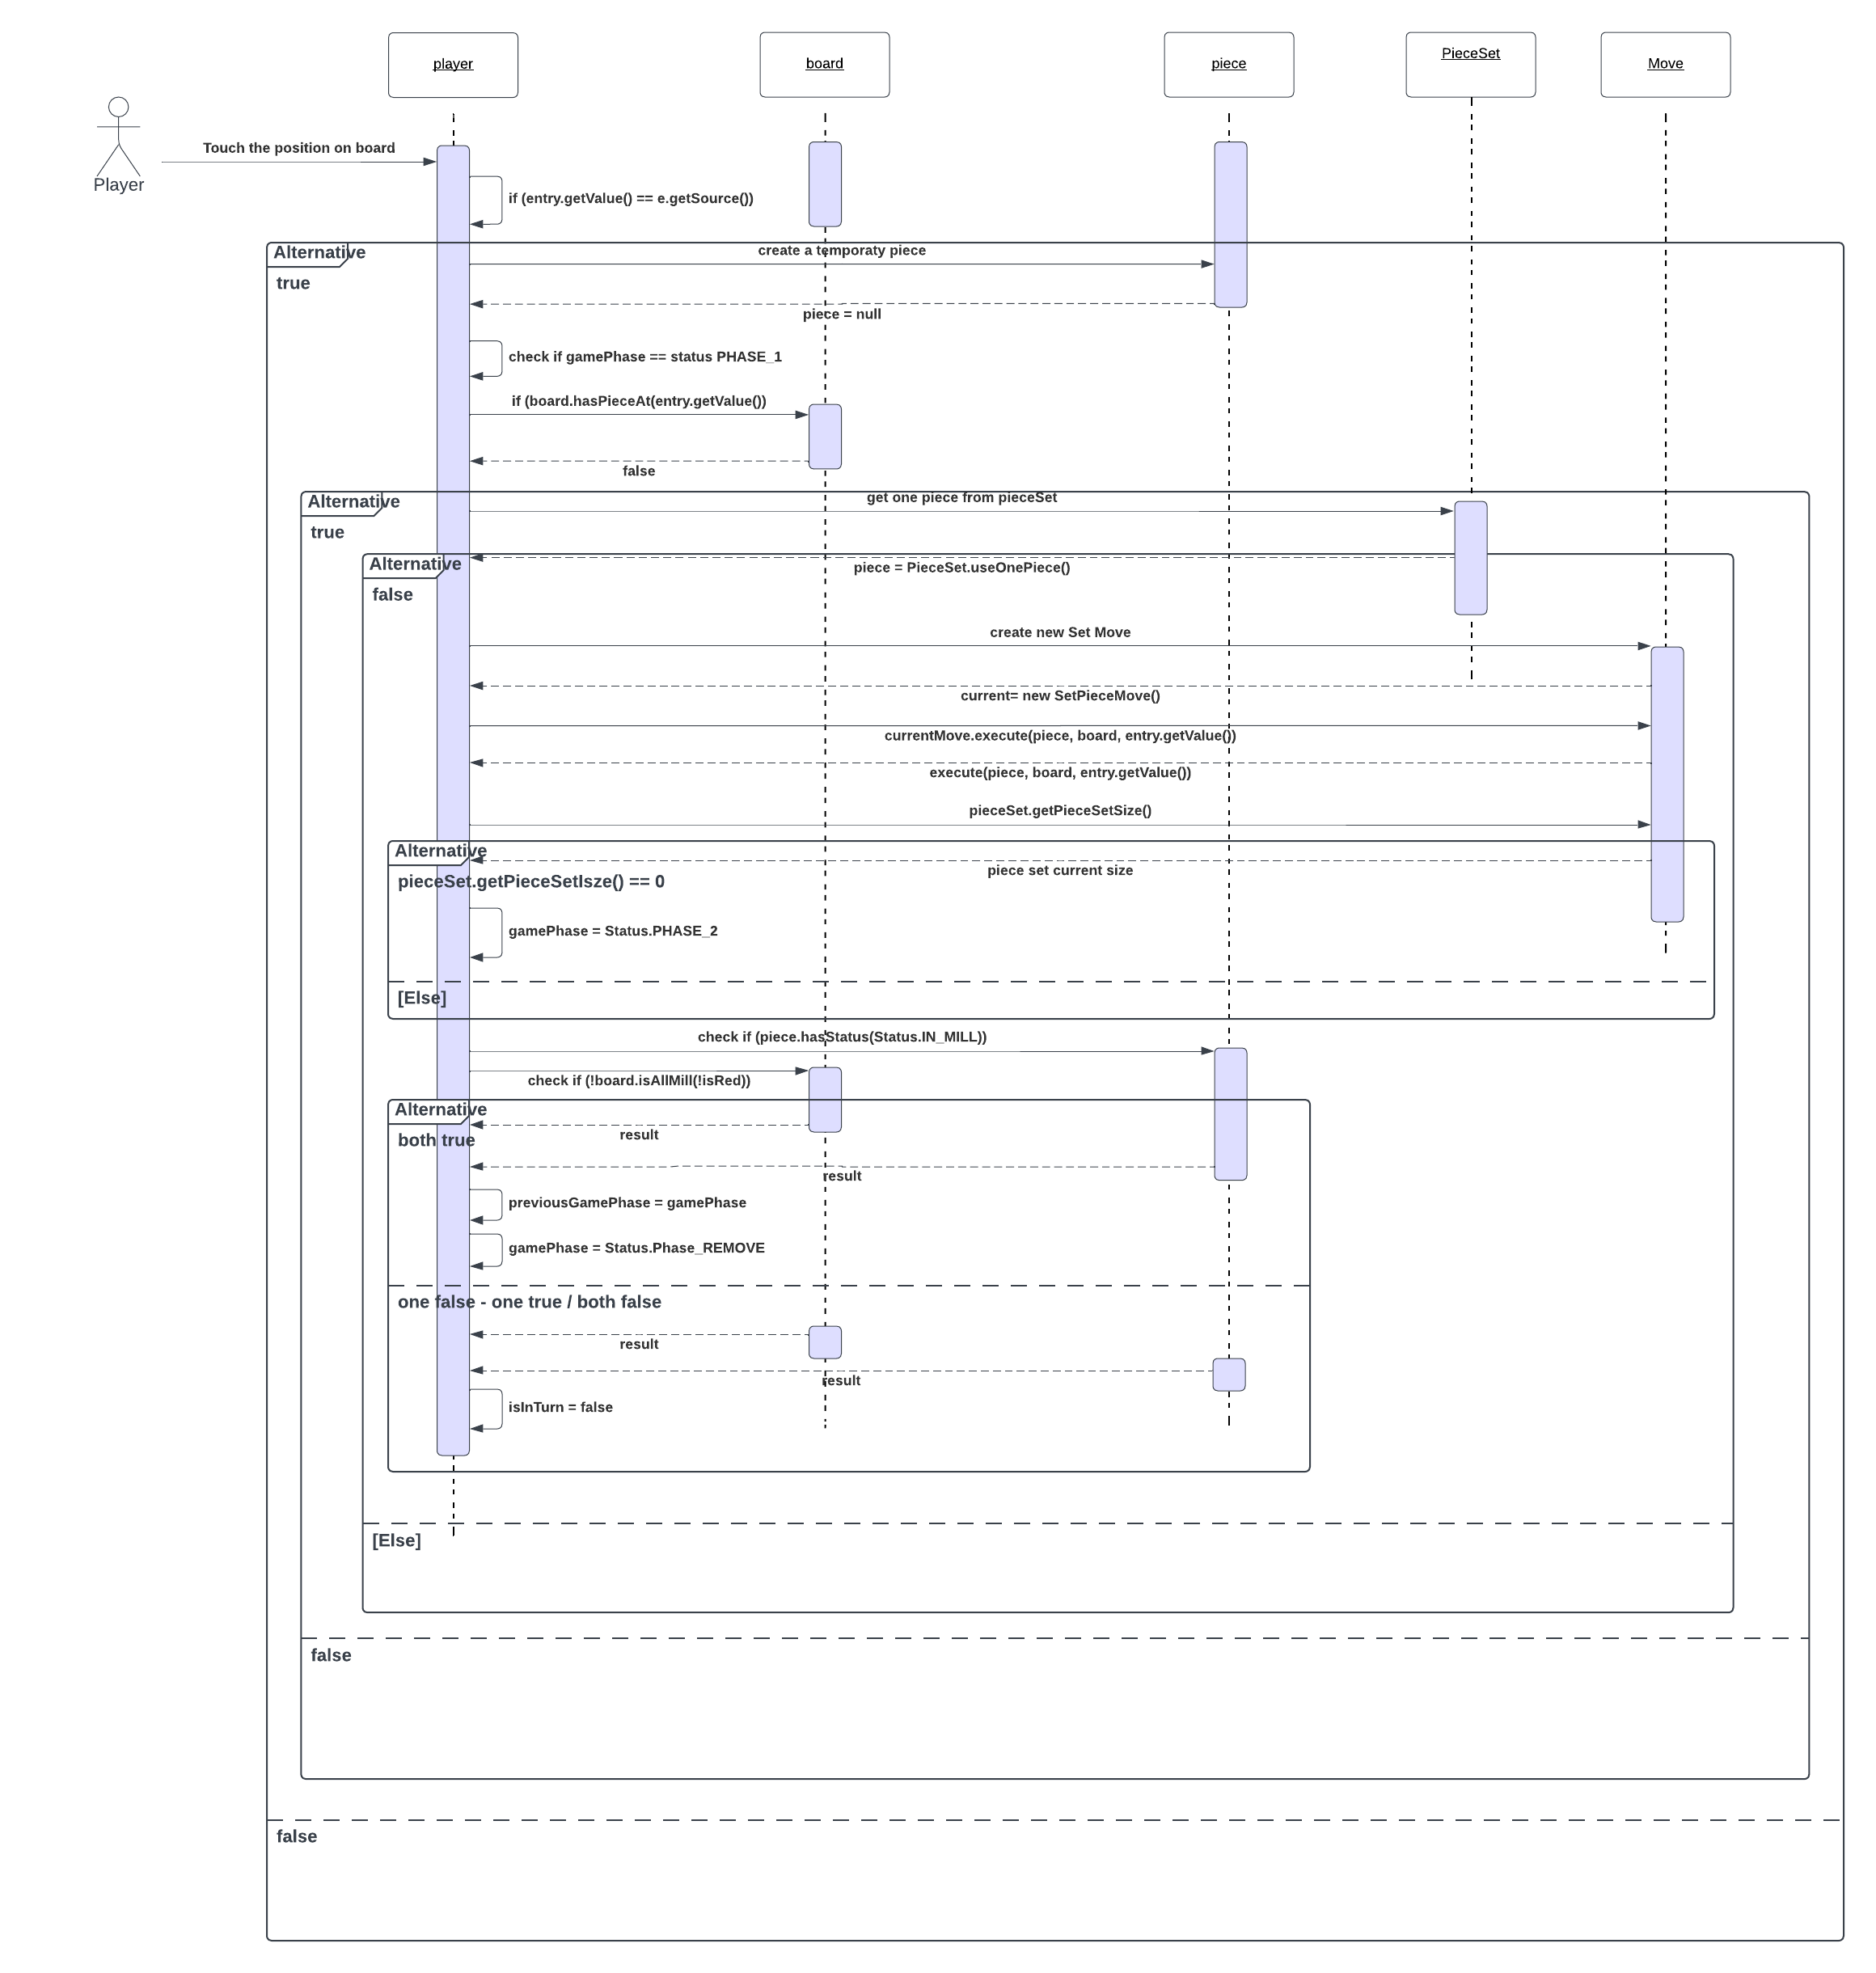 player
board
piece
PieceSet
Move
Player
Touch the position on board
if (entry.getValue() == e.getSource())
Alternative
create a temporaty piece
true
piece = null
check if gamePhase == status PHASE_1
if (board.hasPieceAt(entry.getValue())
false
Alternative
get one piece from pieceSet
true
Alternative
piece = PieceSet.useOnePiece()
false
create new Set Move
current= new SetPieceMove()
currentMove.execute(piece, board, entry.getValue())
execute(piece, board, entry.getValue())
pieceSet.getPieceSetSize()
Alternative
piece set current size
pieceSet.getPieceSetIsze() == 0
gamePhase = Status.PHASE_2
[Else]
check if (piece.hasStatus(Status.IN_MILL))
check if (!board.isAllMill(!isRed))
Alternative
result
both true
result
previousGamePhase = gamePhase
gamePhase = Status.Phase_REMOVE
one false - one true / both false
result
result
isInTurn = false
[Else]
false
false